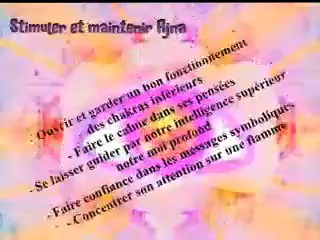 Stimuler et maintenir Ajna
- Ouvrir et garder un bon fonctionnement
des chakras inférieurs
- Faire le calme dans ses pensées
- Se laisser guider par notre intelligence supérieur
notre moi profond
- Faire confiance dans les messages symboliques
- Concentrer son attention sur une flamme